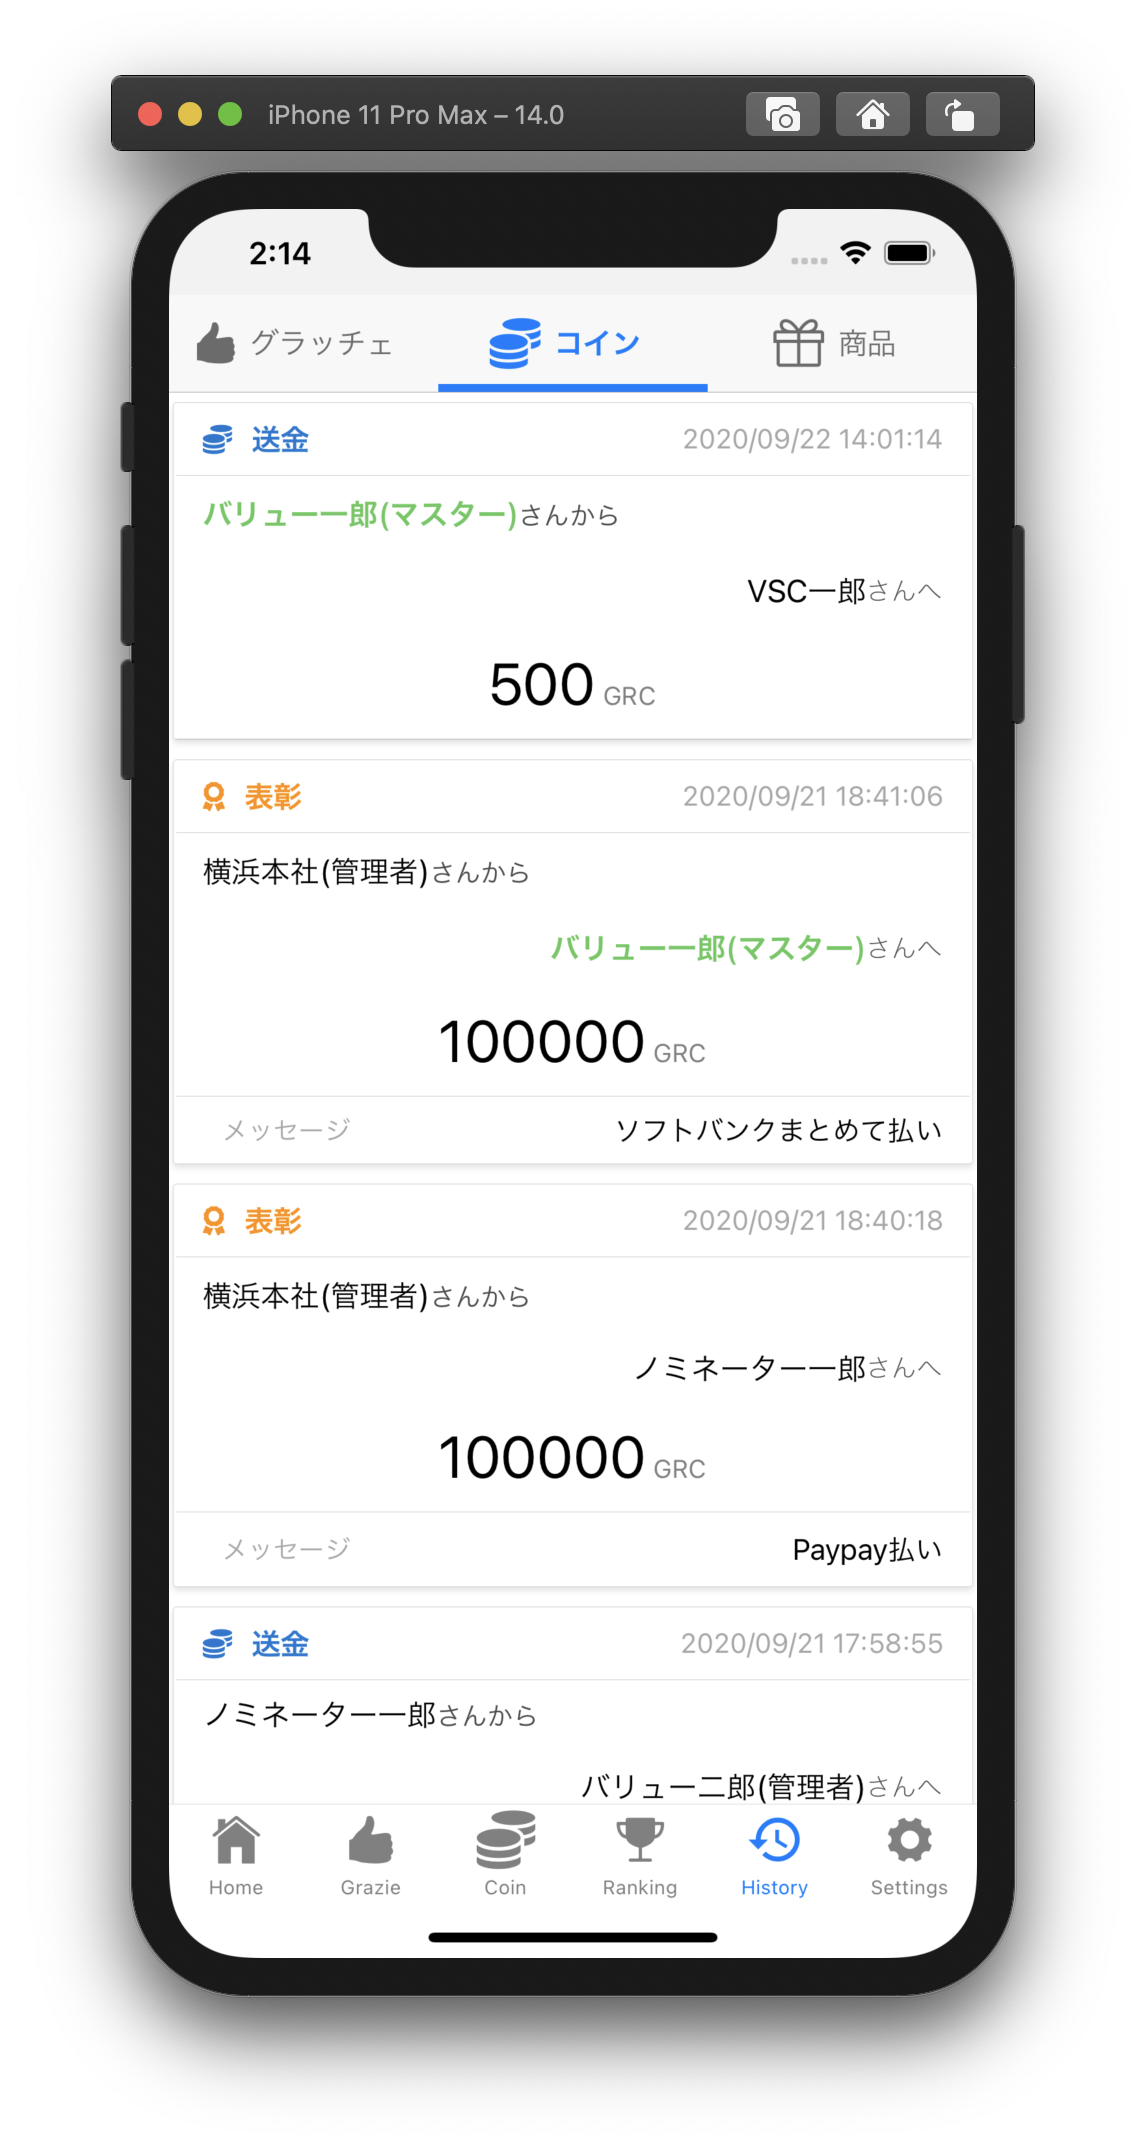 iPhone 11 Pro Max – 14.0
2:14
グラッチェ コイン 商品
送金 2020/09/22 14:01:14
バリュー一郎(マスター)さんから
VSC一郎さんへ
500 GRC
表彰 2020/09/21 18:41:06
横浜本社(管理者)さんから
バリュー一郎(マスター)さんへ
100000 GRC
メッセージ ソフトバンクまとめて払い
表彰 2020/09/21 18:40:18
横浜本社(管理者)さんから
ノミネーター一郎さんへ
100000 GRC
メッセージ Paypay払い
送金 2020/09/21 17:58:55
ノミネーター一郎さんから
バリュー二郎(管理者)さんへ
Home Grazie Coin Ranking History Settings